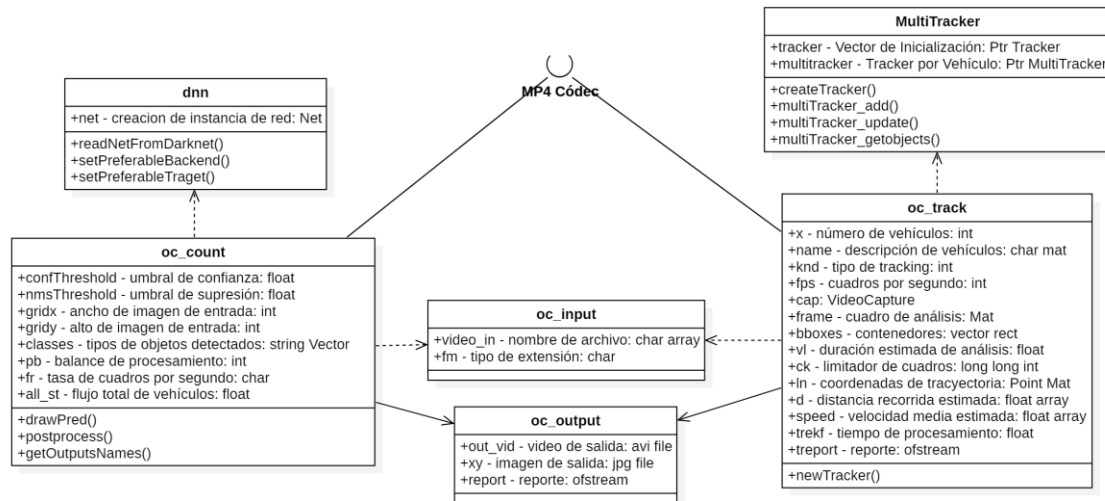 MultiTracker
+tracker - Vector de Inicialización: Ptr Tracker
+multitracker - Tracker por Vehículo: Ptr MultiTracker
+createTracker()
+multiTracker_add()
+multiTracker_update()
+multiTracker_getobjects()
MP4 Códec
dnn
+net - creacion de instancia de red: Net
+readNetFromDarknet()
+setPreferableBackend()
+setPreferableTraget()
oc_count
+confThreshold - umbral de confianza: float
+nmsThreshold - umbral de supresión: float
+gridx - ancho de imagen de entrada: int
+gridy - alto de imagen de entrada: int
+classes - tipos de objetos detectados: string Vector
+pb - balance de procesamiento: int
+fr - tasa de cuadros por segundo: char
+all_st - flujo total de vehículos: float
+drawPred()
+postprocess()
+getOutputsNames()
oc_input
+video_in - nombre de archivo: char array
+fm - tipo de extensión: char
oc_output
+out_vid - video de salida: avi file
+xy - imagen de salida: jpg file
+report - reporte: ofstream
oc_track
+x - número de vehículos: int
+name - descripción de vehículos: char mat
+knd - tipo de tracking: int
+fps - cuadros por segundo: int
+cap: VideoCapture
+frame - cuadro de análisis: Mat
+bboxes - contenedores: vector rect
+vl - duración estimada de análisis: float
+ck - limitador de cuadros: long long int
+ln - coordenadas de tracyectoria: Point Mat
+d - distancia recorrida estimada: float array
+speed - velocidad media estimada: float array
+trekf - tiempo de procesamiento: float
+treport - reporte: ofstream
+newTracker()